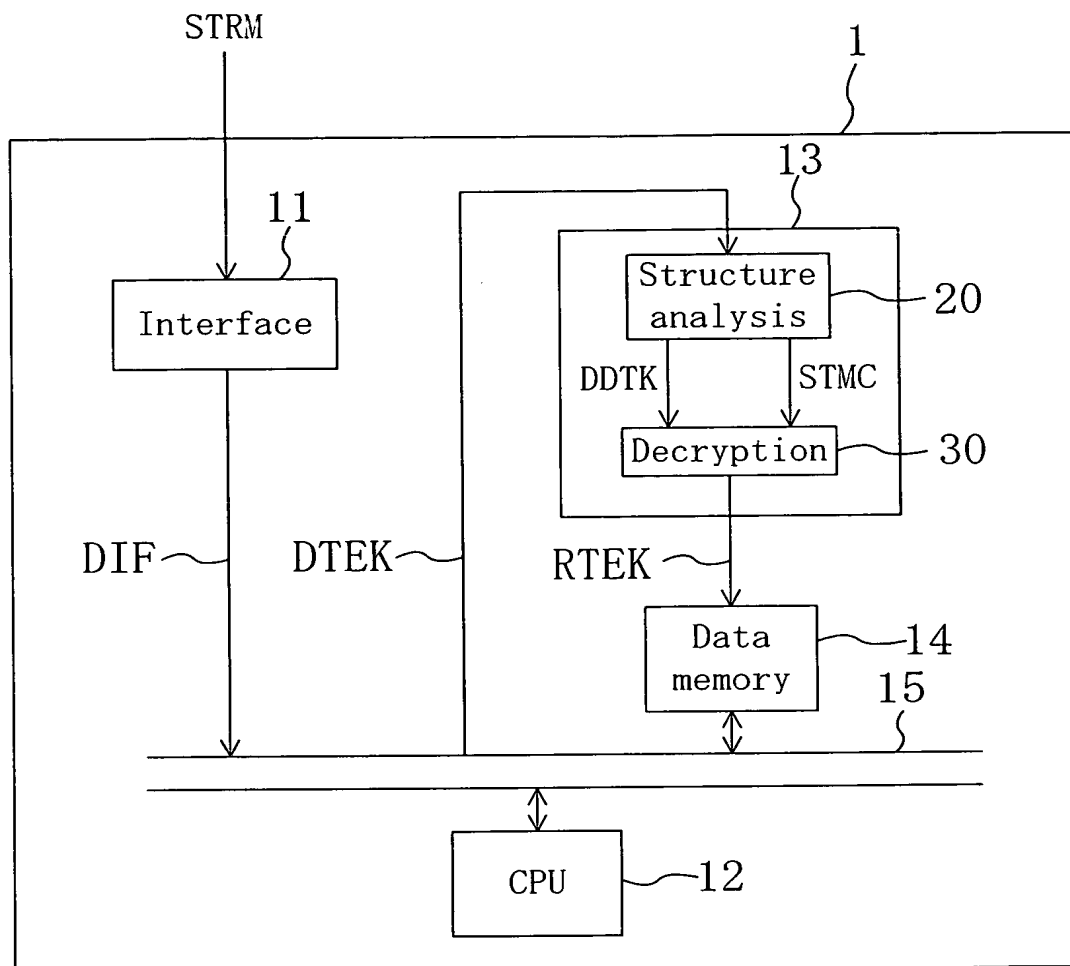 STRM
1
13
11
Structure
analysis
20
Interface
DDTK
STMC
Decryption
30
DIF
DTEK
RTEK
Data
memory
14
15
CPU
12